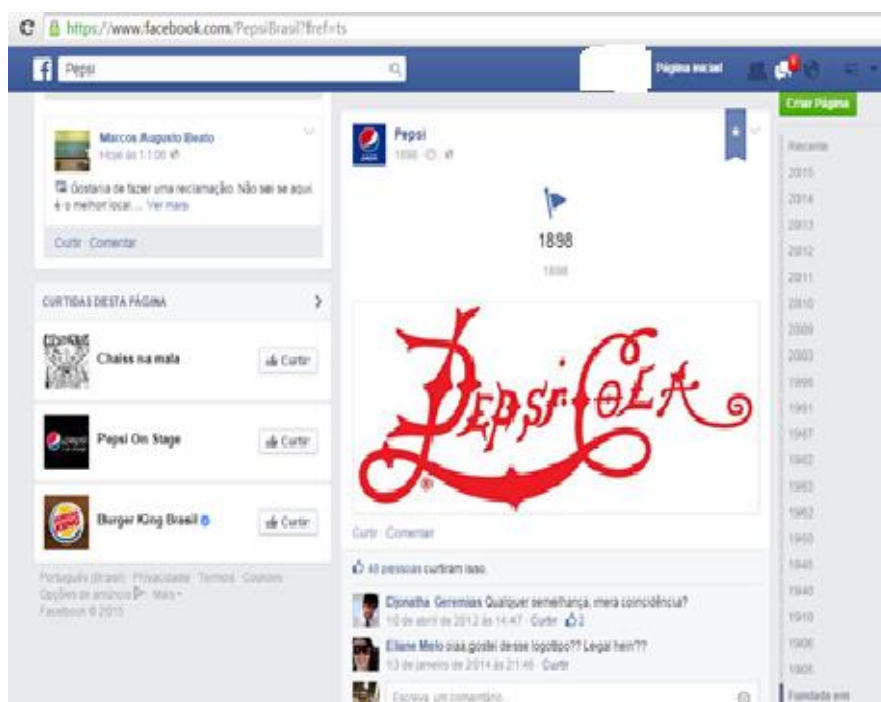 https://www.facebook.com/PepsiBrasil?fref=ts
Pepsi
Página inicial
Criar Página
Marcos Augusto Beato
Hoje às 11:06
Gostaria de fazer uma reclamação. Não sei se aqui
é o melhor local. ... Ver mais
Curtir · Comentar
CURTIDAS DESTA PÁGINA
Chaiss na mala
Curtir
Pepsi On Stage
Curtir
Burger King Brasil
Curtir
Português (Brasil) · Privacidade · Termos · Cookies ·
Opções de anúncio · Mais
Facebook © 2015
Pepsi
1898
1898
1898
PEPSI-COLA
Curtir · Comentar
48 pessoas curtiram isso.
Djonatha Geremias Qualquer semelhança, mera coincidência?
10 de abril de 2012 às 14:47 · Curtir · 2
Eliane Melo olaa,gostei desse logotipo?? Legal hein??
13 de janeiro de 2014 às 21:46 · Curtir
Escreva um comentário...
Recente
2015
2014
2013
2012
2011
2010
2009
2003
1991
1962
1950
1940
1906
Fundada em